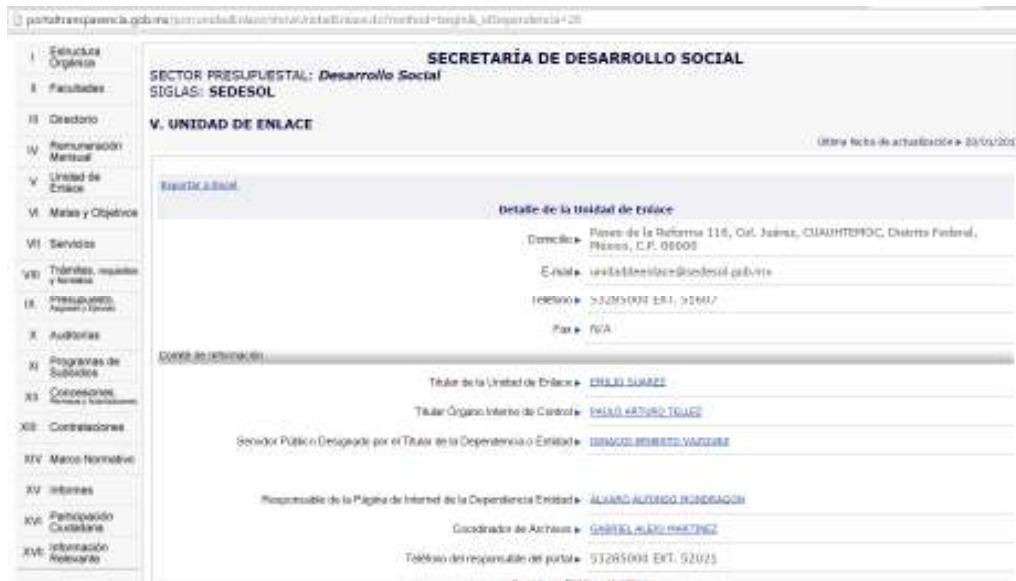 portaltransparencia.gob.mx
I Estructura Orgánica
II Facultades
III Directorio
IV Remuneración Mensual
V Unidad de Enlace
VI Metas y Objetivos
VII Servicios
VIII Trámites, requisitos y formatos
IX Presupuesto,
X Auditorías
XI Programas de Subsidios
XII Concesiones,
XIII Contrataciones
XIV Marco Normativo
XV Informes
XVI Participación Ciudadana
XVII Información Relevante
SECRETARÍA DE DESARROLLO SOCIAL
SECTOR PRESUPUESTAL: Desarrollo Social
SIGLAS: SEDESOL
V. UNIDAD DE ENLACE
Última fecha de actualización
Exportar a Excel
Detalle de la Unidad de Enlace
Domicilio Paseo de la Reforma 116, Col. Juárez, CUAUHTEMOC, Distrito Federal,
México, C.P. 06600
E-mail unidaddeenlace@sedesol.gob.mx
Teléfono 53285000 EXT. 51607
Fax N/A
Comité de Información
Titular de la Unidad de Enlace EMILIO SUAREZ
Titular Órgano Interno de Control PAULO ARTURO TELLEZ
Servidor Público Designado por el Titular de la Dependencia o Entidad IGNACIO VAZQUEZ
Responsable de la Página de Internet de la Dependencia Entidad ALVARO ALFONSO MONDRAGON
Coordinador de Archivos GABRIEL ALEJO MARTINEZ
Teléfono del responsable del portal 53285000 EXT. 52021